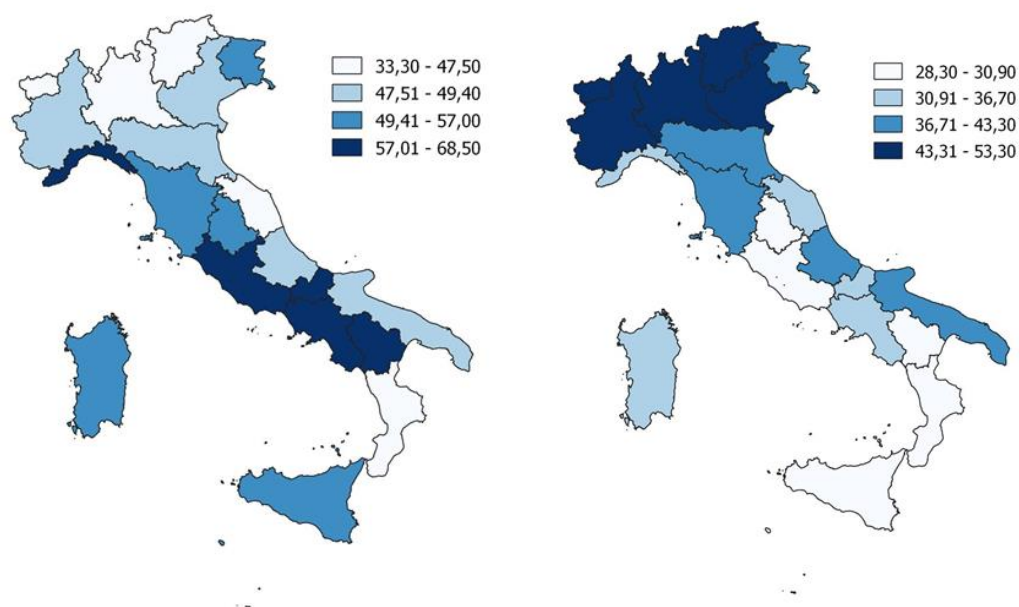 33,30 - 47,50
47,51 - 49,40
49,41 - 57,00
57,01 - 68,50
28,30 - 30,90
30,91 - 36,70
36,71 - 43,30
43,31 - 53,30